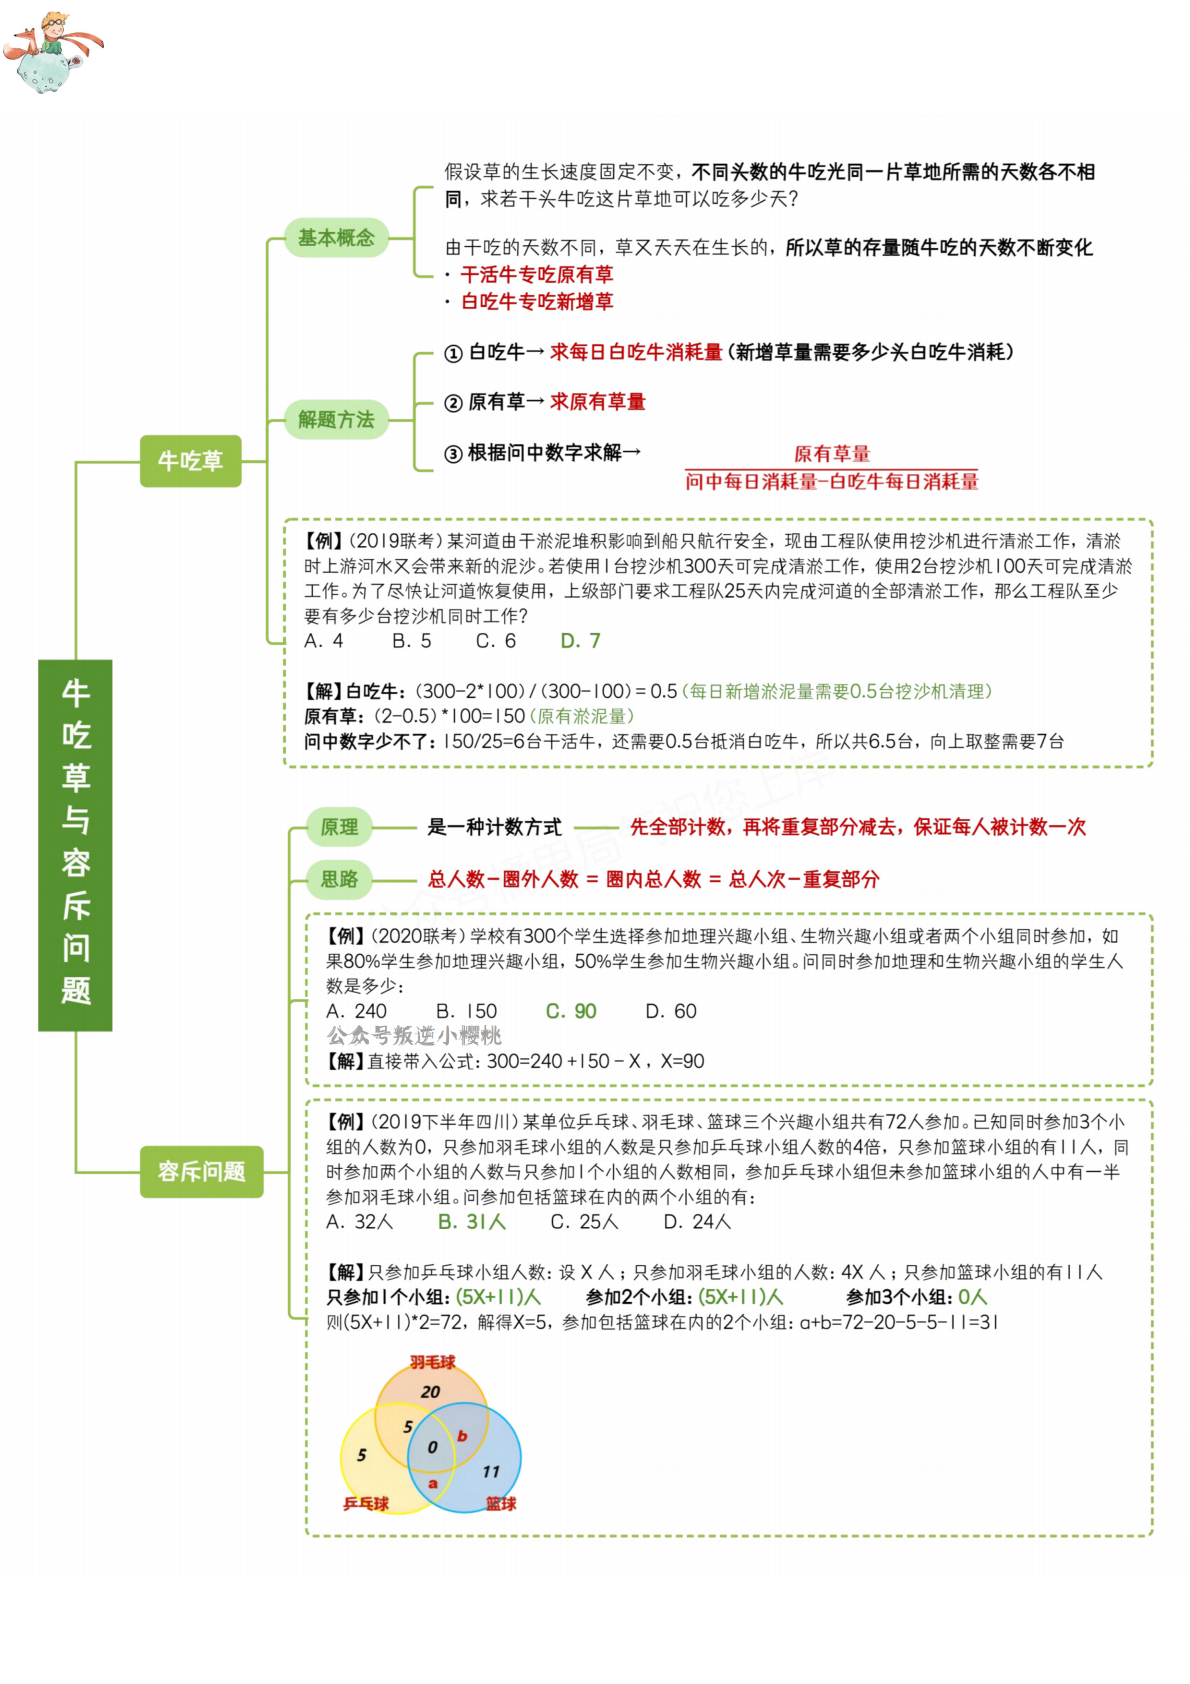 假设草的生长速度固定不变，不同头数的牛吃光同一片草地所需的天数各不相
同，求若干头牛吃这片草地可以吃多少天？
基本概念
由于吃的天数不同，草又天天在生长的，所以草的存量随牛吃的天数不断变化
· 干活牛专吃原有草
· 白吃牛专吃新增草
① 白吃牛→ 求每日白吃牛消耗量（新增草量需要多少头白吃牛消耗）
② 原有草→ 求原有草量
解题方法
③ 根据问中数字求解→
原有草量
问中每日消耗量-白吃牛每日消耗量
牛吃草
【例】（2019联考）某河道由于淤泥堆积影响到船只航行安全，现由工程队使用挖沙机进行清淤工作，清淤
时上游河水又会带来新的泥沙。若使用1台挖沙机300天可完成清淤工作，使用2台挖沙机100天可完成清淤
工作。为了尽快让河道恢复使用，上级部门要求工程队25天内完成河道的全部清淤工作，那么工程队至少
要有多少台挖沙机同时工作？
A. 4 B. 5 C. 6 D. 7
【解】白吃牛：（300-2*100）/（300-100）= 0.5（每日新增淤泥量需要0.5台挖沙机清理）
原有草：（2-0.5）*100=150（原有淤泥量）
问中数字少不了：150/25=6台干活牛，还需要0.5台抵消白吃牛，所以共6.5台，向上取整需要7台
牛吃草与容斥问题
原理
是一种计数方式
先全部计数，再将重复部分减去，保证每人被计数一次
思路
总人数-圈外人数 = 圈内总人数 = 总人次-重复部分
【例】（2020联考）学校有300个学生选择参加地理兴趣小组、生物兴趣小组或者两个小组同时参加，如
果80%学生参加地理兴趣小组，50%学生参加生物兴趣小组。问同时参加地理和生物兴趣小组的学生人
数是多少：
A. 240 B. 150 C. 90 D. 60
公众号叛逆小樱桃
【解】直接带入公式：300=240 +150 - X ，X=90
容斥问题
【例】（2019下半年四川）某单位乒乓球、羽毛球、篮球三个兴趣小组共有72人参加。已知同时参加3个小
组的人数为0，只参加羽毛球小组的人数是只参加乒乓球小组人数的4倍，只参加篮球小组的有11人，同
时参加两个小组的人数与只参加1个小组的人数相同，参加乒乓球小组但未参加篮球小组的人中有一半
参加羽毛球小组。问参加包括篮球在内的两个小组的有：
A. 32人 B. 31人 C. 25人 D. 24人
【解】只参加乒乓球小组人数：设 X 人；只参加羽毛球小组的人数：4X 人；只参加篮球小组的有11人
只参加1个小组：（5X+11）人 参加2个小组：（5X+11）人 参加3个小组：0人
则(5X+11)*2=72，解得X=5，参加包括篮球在内的2个小组：a+b=72-20-5-5-11=31
羽毛球
20
5
b
0
5
11
a
乒乓球
篮球